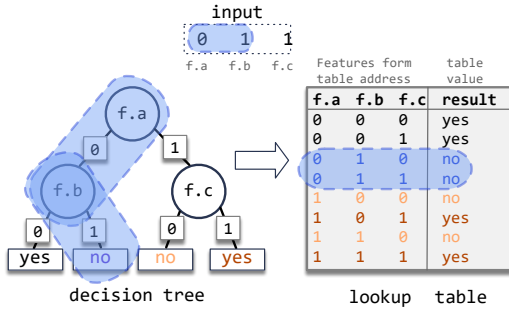 input
0 1 1
f.a f.b f.c
f.a
0 1
f.b f.c
0 1 0 1
yes no no yes
decision tree
Features form table
table address value
f.a f.b f.c result
0 0 0 yes
0 0 1 yes
0 1 0 no
0 1 1 no
1 0 0 no
1 0 1 yes
1 1 0 no
1 1 1 yes
lookup table